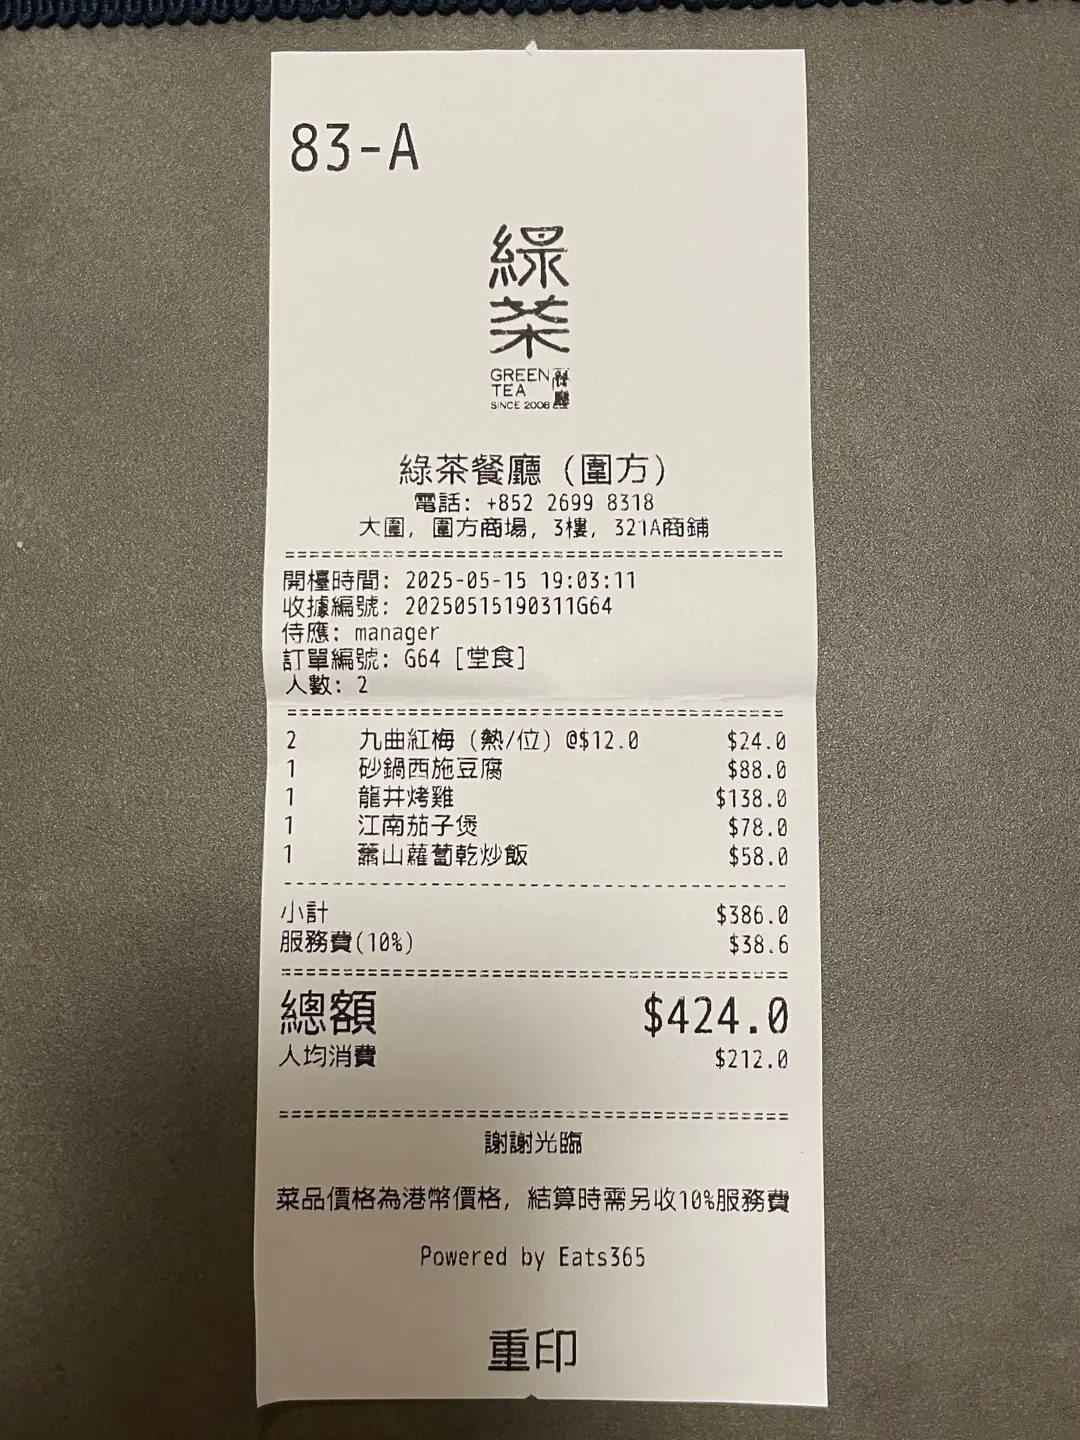 83-A
綠
茶
GREEN
TEA
SINCE 2008
餐廳
綠茶餐廳 (圍方)
電話: +852 2699 8318
大圍, 圍方商場, 3樓, 321A商鋪
================================================
開檯時間: 2025-05-15 19:03:11
收據編號: 20250515190311G64
侍應: manager
訂單編號: G64 [堂食]
人數: 2
================================================
2 九曲紅梅 (熱/位) @$12.0 $24.0
1 砂鍋西施豆腐 $88.0
1 龍井烤雞 $138.0
1 江南茄子煲 $78.0
1 蕭山蘿蔔乾炒飯 $58.0
------------------------------------------------
小計 $386.0
服務費(10%) $38.6
================================================
總額 $424.0
人均消費 $212.0
================================================
謝謝光臨
菜品價格為港幣價格, 結算時需另收10%服務費
Powered by Eats365
重印